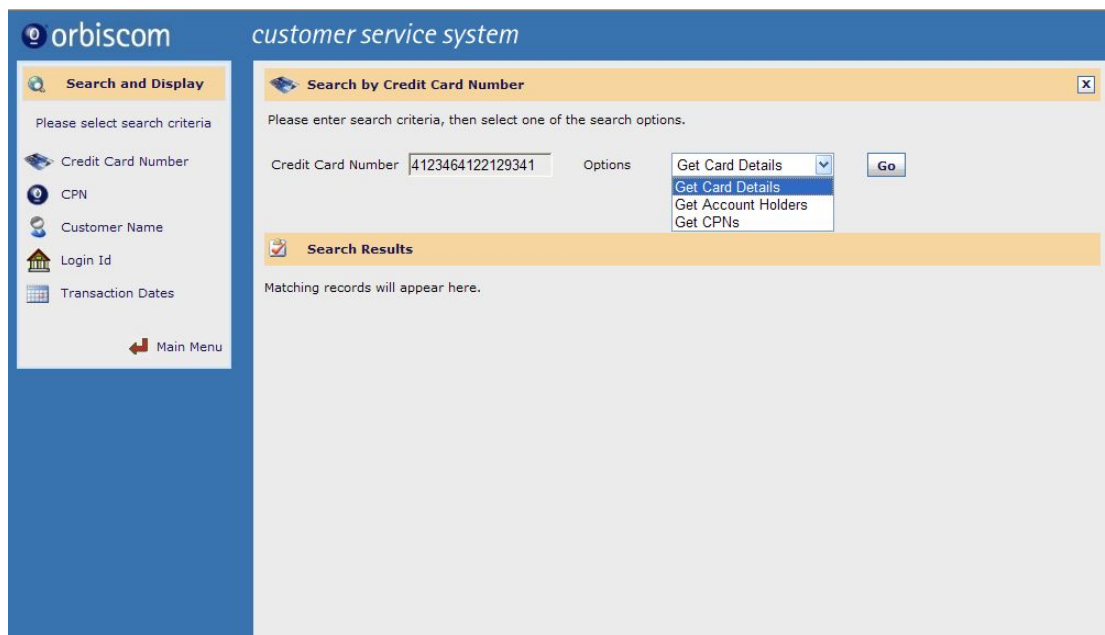 orbiscom
customer service system
Search and Display
Please select search criteria
Credit Card Number
CPN
Customer Name
Login Id
Transaction Dates
Main Menu
Search by Credit Card Number
Please enter search criteria, then select one of the search options.
Credit Card Number 4123464122129341 Options Get Card Details Go
Get Card Details
Get Account Holders
Get CPNs
Search Results
Matching records will appear here.